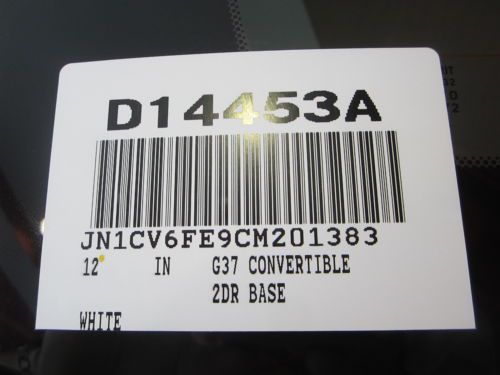 D14453A
JN1CV6FE9CM201383
12 IN G37 CONVERTIBLE
2DR BASE
WHITE